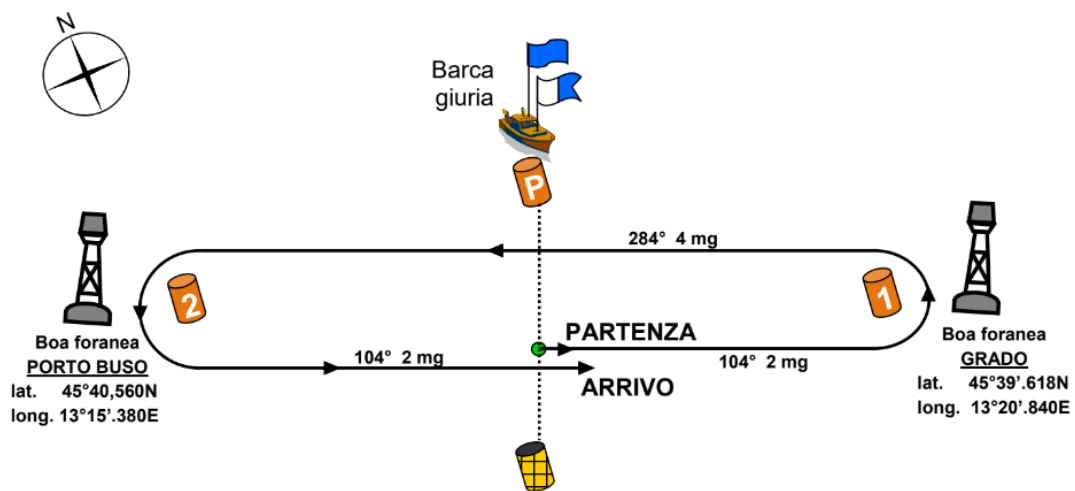 N
Barca
giuria
P
284° 4 mg
2
1
Boa foranea
PORTO BUSO
lat. 45°40,560N
long. 13°15'.380E
PARTENZA
104° 2 mg
104° 2 mg
ARRIVO
Boa foranea
GRADO
lat. 45°39'.618N
long. 13°20'.840E